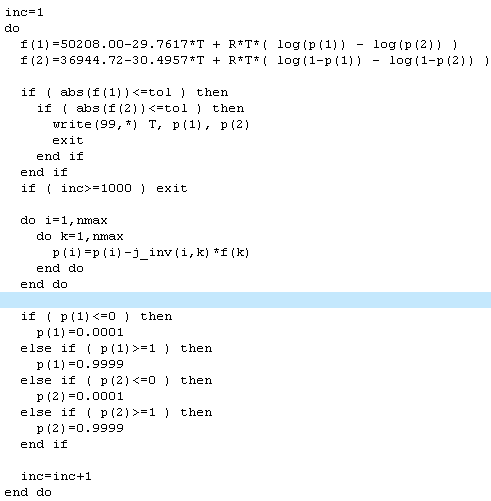 inc=1
do
  f(1)=50208.00-29.7617*T + R*T*( log(p(1)) - log(p(2)) )
  f(2)=36944.72-30.4957*T + R*T*( log(1-p(1)) - log(1-p(2)) )
  if ( abs(f(1))<=tol ) then
    if ( abs(f(2))<=tol ) then
      write(99,*) T, p(1), p(2)
      exit
    end if
  end if
  if ( inc>=1000 ) exit
  do i=1,nmax
    do k=1,nmax
      p(i)=p(i)-j_inv(i,k)*f(k)
    end do
  end do
  if ( p(1)<=0 ) then
    p(1)=0.0001
  else if ( p(1)>=1 ) then
    p(1)=0.9999
  else if ( p(2)<=0 ) then
    p(2)=0.0001
  else if ( p(2)>=1 ) then
    p(2)=0.9999
  end if
  inc=inc+1
end do